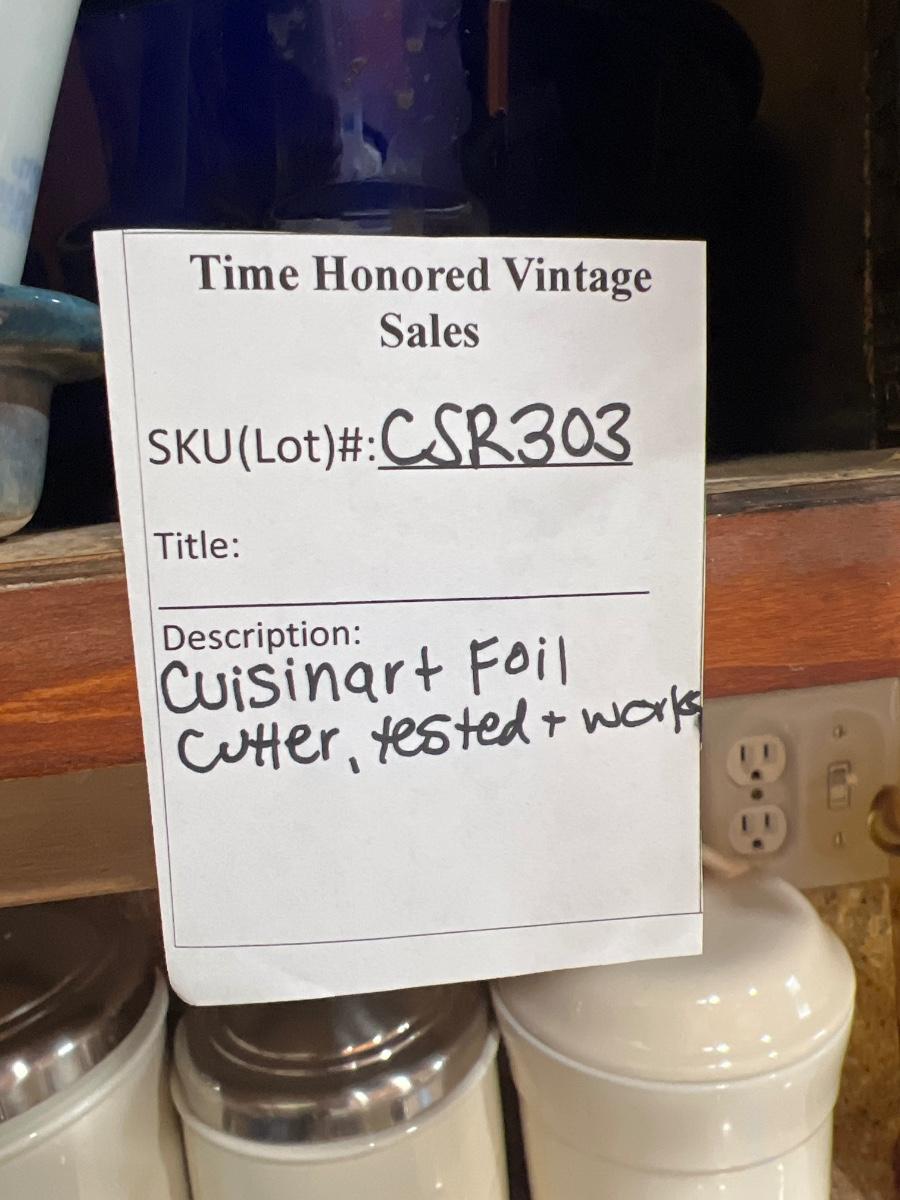 Time Honored Vintage
Sales
SKU(Lot)#: CSR303
Title:
Description:
Cuisinart Foil
Cutter, tested + works